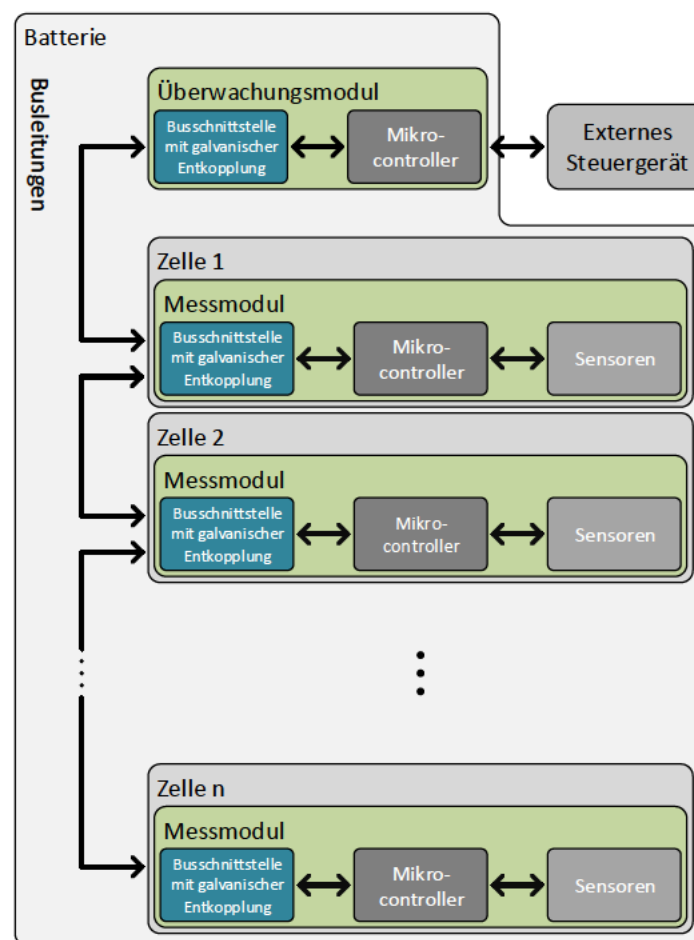 Batterie
Busleitungen
Überwachungsmodul
Busschnittstelle
mit galvanischer
Entkopplung
Mikro-
controller
Externes
Steuergerät
Zelle 1
Messmodul
Busschnittstelle
mit galvanischer
Entkopplung
Mikro-
controller
Sensoren
Zelle 2
Messmodul
Busschnittstelle
mit galvanischer
Entkopplung
Mikro-
controller
Sensoren
Zelle n
Messmodul
Busschnittstelle
mit galvanischer
Entkopplung
Mikro-
controller
Sensoren